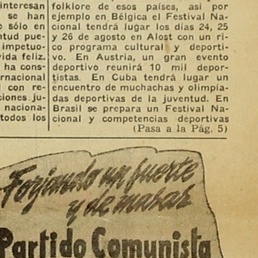 interesan
folklore de esos países, así por
ejemplo en Bélgica el Festival Na-
cional tendrá lugar los días 24, 25
y 26 de agosto en Alost con un ri-
co programa cultural y deporti-
vo. En Austria, un gran evento
deportivo reunirá 10 mil depor-
tistas. En Cuba tendrá lugar un
encuentro de muchachas y olimpia-
das deportivas de la juventud. En
Brasil se prepara un Festival Na-
cional y competencias deportivas
(Pasa a la Pág. 5)
sólo en
ntud pue-
impetuo-
vida feliz.
ha cons-
rnacional
con re-
ciones ju-
naciona-
todos los
Forjando un fuerte
y de masas
Partido Comunista